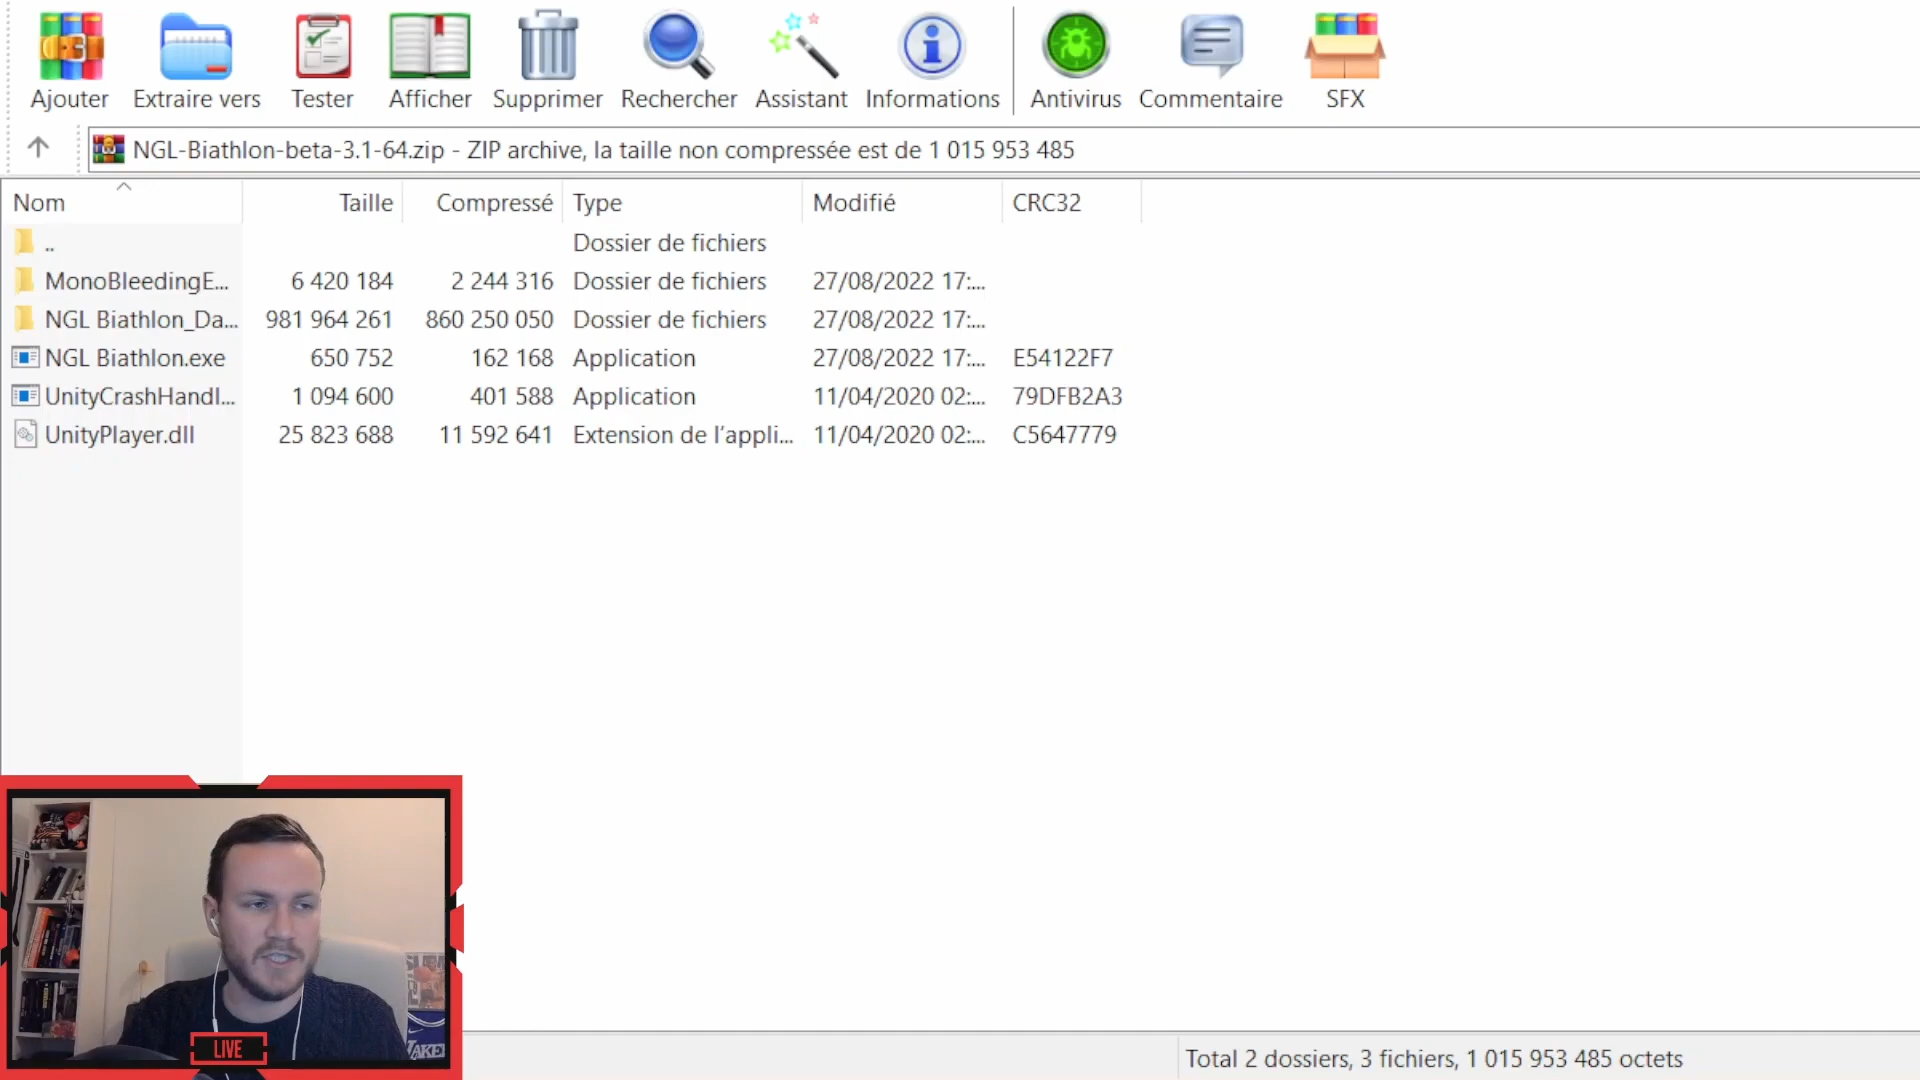 Ajouter Extraire vers Tester Afficher Supprimer Rechercher Assistant Informations Antivirus Commentaire SFX
NGL-Biathlon-beta-3.1-64.zip - ZIP archive, la taille non compressée est de 1 015 953 485
Nom Taille Compressé Type Modifié CRC32
.. Dossier de fichiers
MonoBleedingE... 6 420 184 2 244 316 Dossier de fichiers 27/08/2022 17:...
NGL Biathlon_Da... 981 964 261 860 250 050 Dossier de fichiers 27/08/2022 17:...
NGL Biathlon.exe 650 752 162 168 Application 27/08/2022 17:... E54122F7
UnityCrashHandl... 1 094 600 401 588 Application 11/04/2020 02:... 79DFB2A3
UnityPlayer.dll 25 823 688 11 592 641 Extension de l'appli... 11/04/2020 02:... C5647779
LIVE
Total 2 dossiers, 3 fichiers, 1 015 953 485 octets